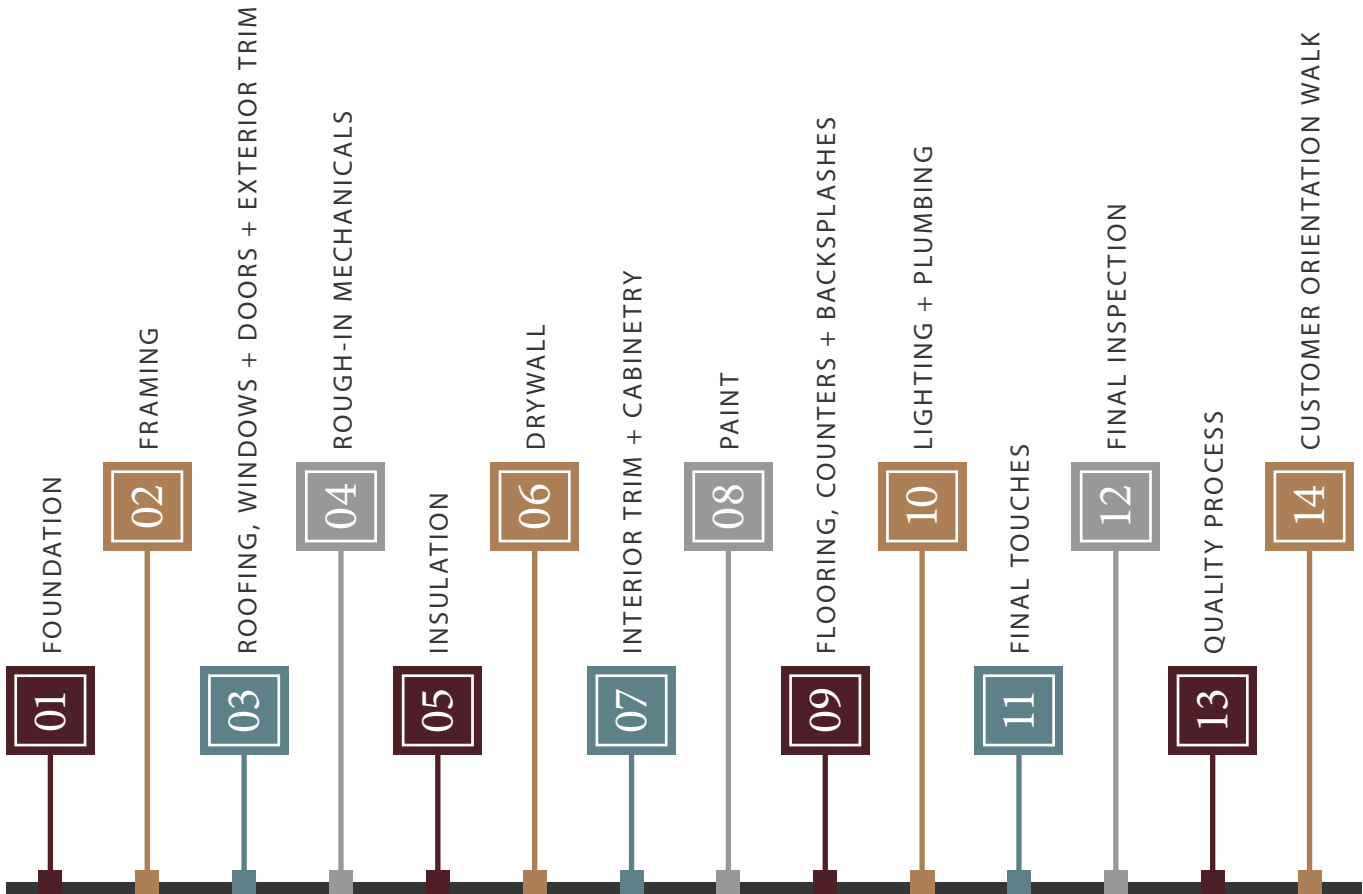 01
FOUNDATION
02
FRAMING
03
ROOFING, WINDOWS + DOORS + EXTERIOR TRIM
04
ROUGH-IN MECHANICALS
05
INSULATION
06
DRYWALL
07
INTERIOR TRIM + CABINETRY
08
PAINT
09
FLOORING, COUNTERS + BACKSPLASHES
10
LIGHTING + PLUMBING
11
FINAL TOUCHES
12
FINAL INSPECTION
13
QUALITY PROCESS
14
CUSTOMER ORIENTATION WALK